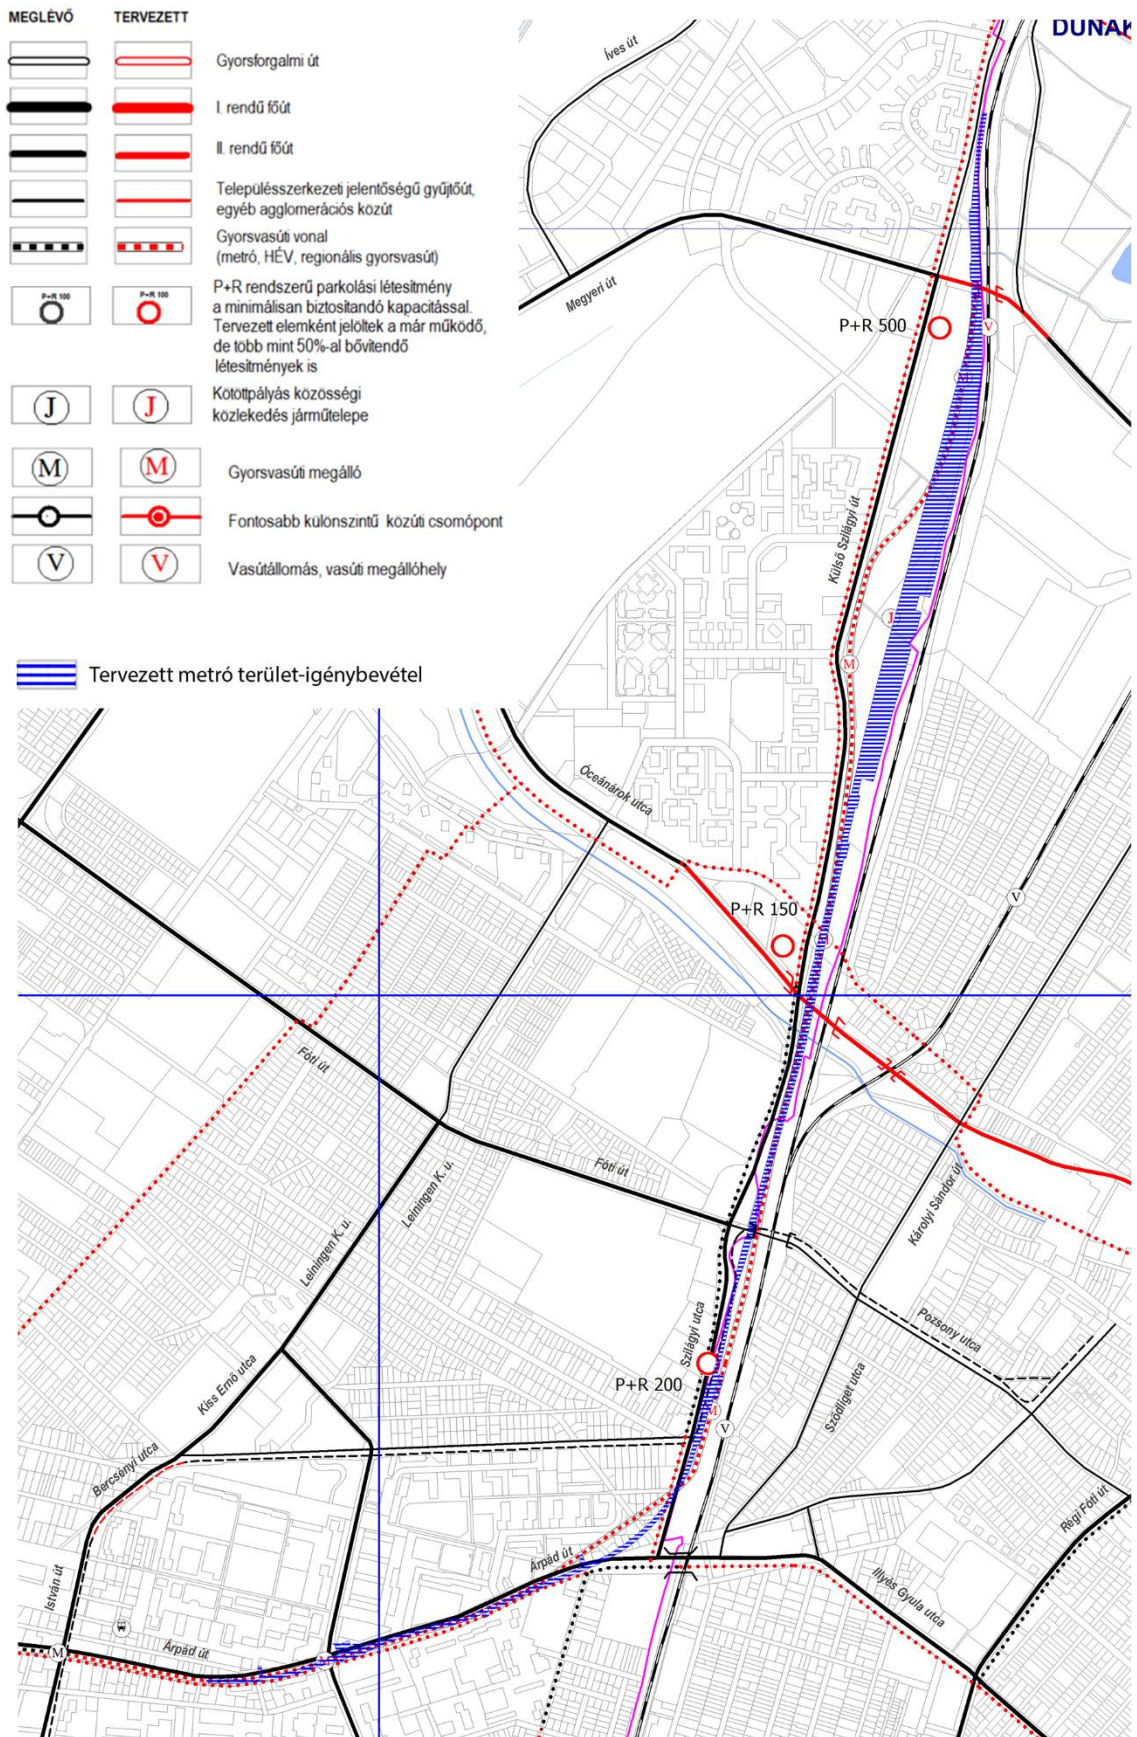 MEGLÉVŐ TERVEZETT
Gyorsforgalmi út
I. rendű főút
II. rendű főút
Településszerkezeti jelentőségű gyűjtőút,
egyéb agglomerációs közút
Gyorsvasúti vonal
(metró, HÉV, regionális gyorsvasút)
P+R 100 P+R 100
P+R rendszerű parkolási létesítmény
a minimálisan biztosítandó kapacitással.
Tervezett elemként jelöltek a már működő,
de több mint 50%-al bővítendő
létesítmények is
J J
Kötöttpályás közösségi
közlekedés járműtelepe
M M
Gyorsvasúti megálló
Fontosabb különszintű közúti csomópont
V V
Vasútállomás, vasúti megállóhely
Tervezett metró terület-igénybevétel
DUNAK
Íves út
Megyeri út
P+R 500
V
M
Külső Szilágyi út
J
M
Óceánárok utca
V
P+R 150
M
Fóti út
Fóti út
Leiningen K. u.
Leiningen K. u.
Károlyi Sándor út
Pozsony utca
Szilágyi utca
P+R 200
Kiss Ernő utca
M
V
Sződliget utca
Bercsényi utca
Régi Fóti út
Árpád út
Illyés Gyula utca
István út
Árpád út
M